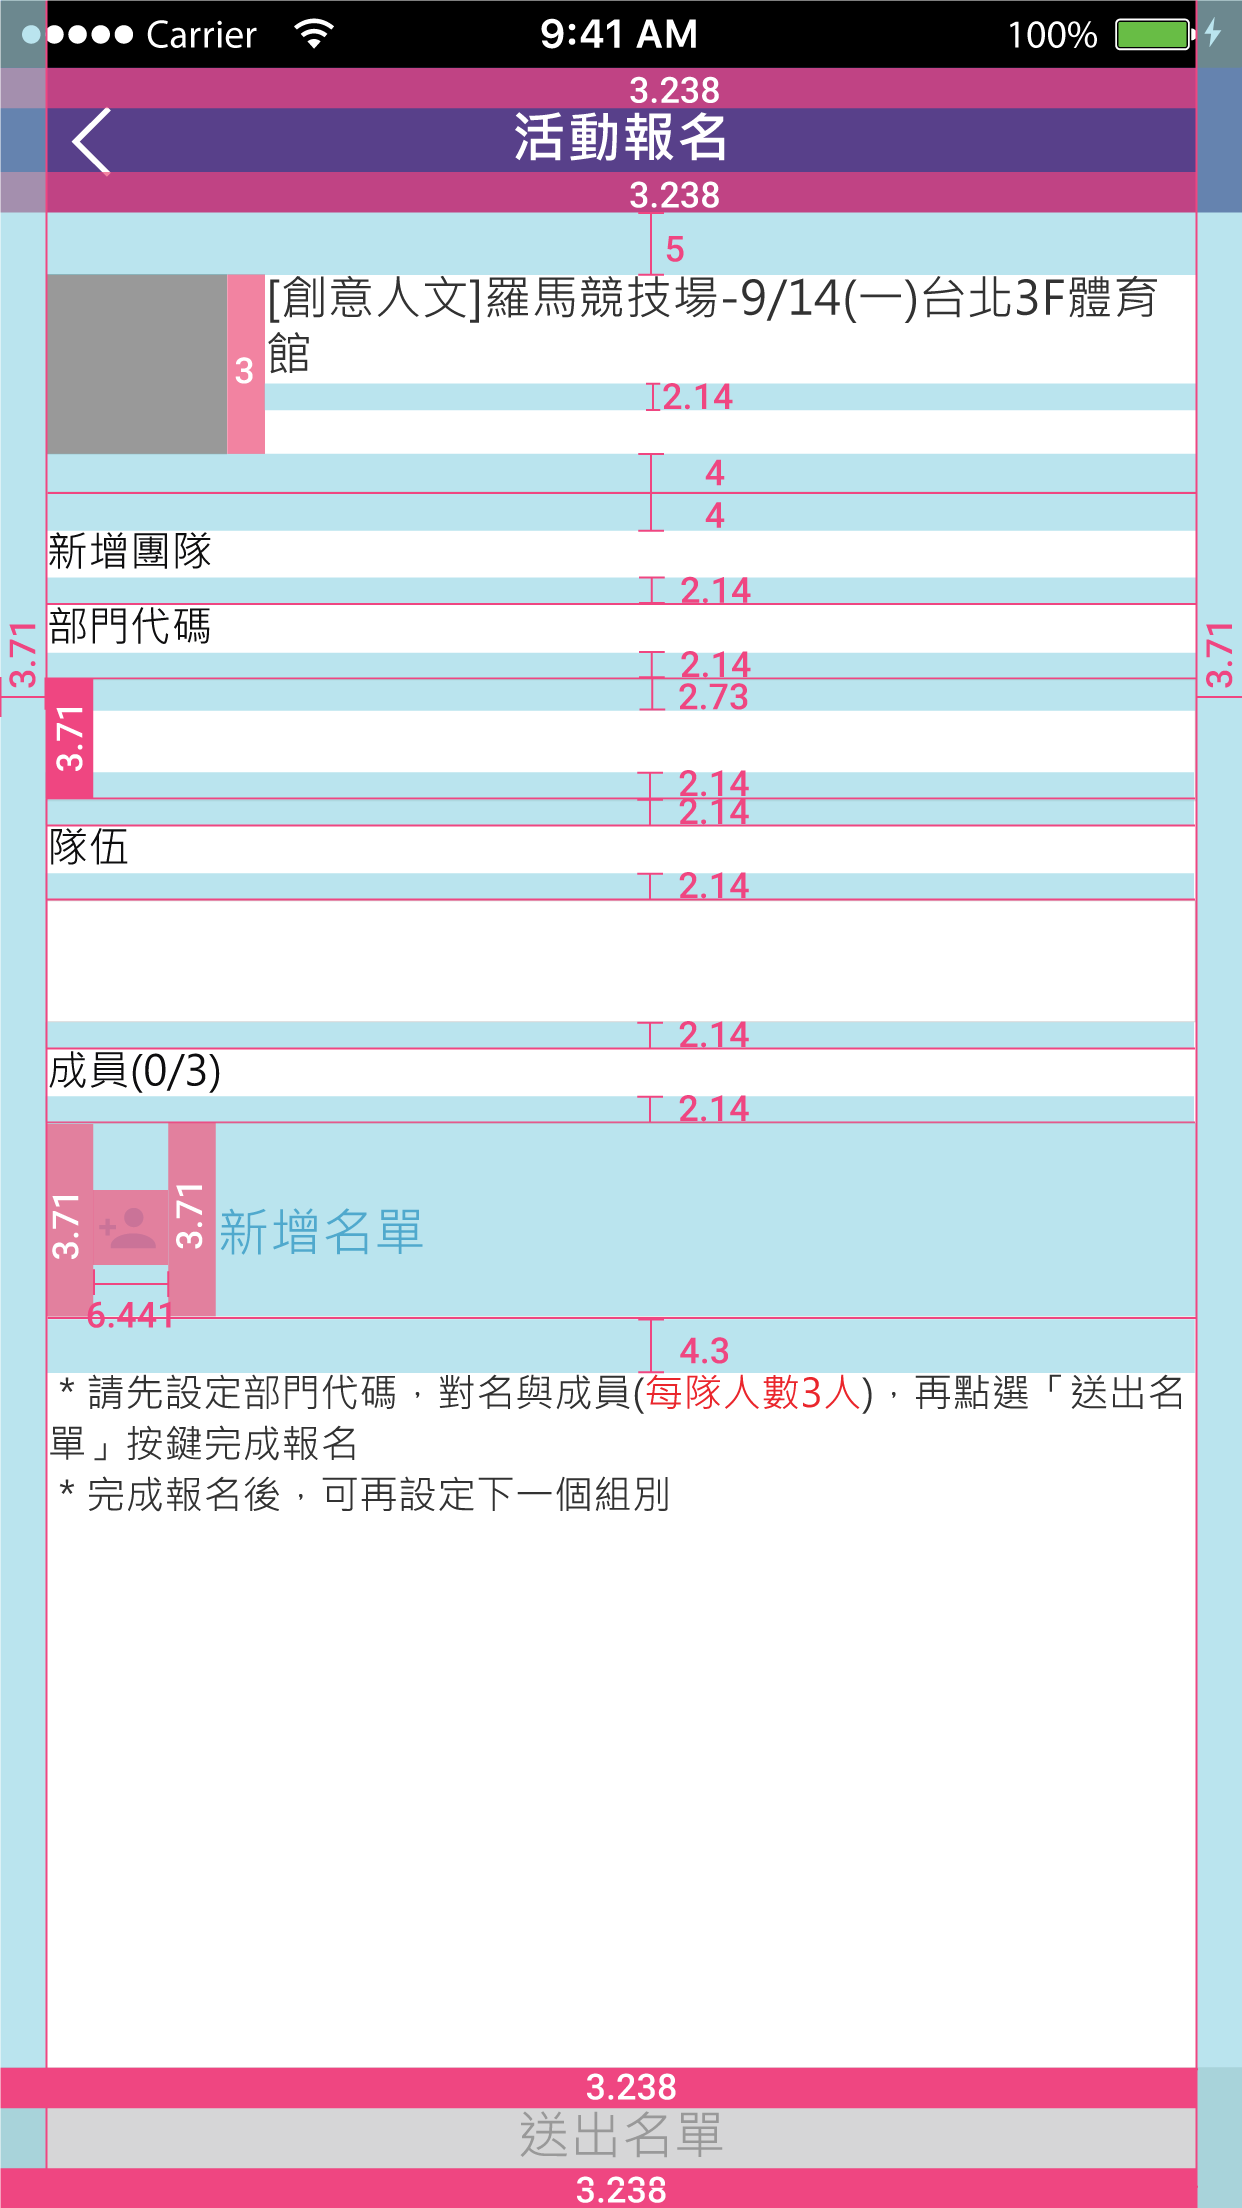 Carrier 9:41 AM 100%
3.238
活動報名
3.238
5
[創意人文]羅馬競技場-9/14(一)台北3F體育
館
3
2.14
4
4
新增團隊
2.14
部門代碼
3.71
3.71
2.14
2.73
3.71
2.14
2.14
隊伍
2.14
2.14
成員(0/3)
2.14
3.71
3.71
新增名單
6.441
4.3
* 請先設定部門代碼，對名與成員(每隊人數3人)，再點選「送出名
單」按鍵完成報名
* 完成報名後，可再設定下一個組別
3.238
送出名單
3.238